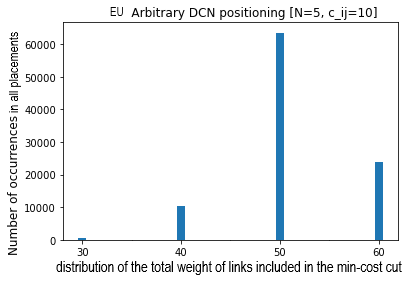 EU Arbitrary DCN positioning [N=5, c_ij=10]
Number of occurrences in all placements
60000
50000
40000
30000
20000
10000
0
30 40 50 60
distribution of the total weight of links included in the min-cost cut